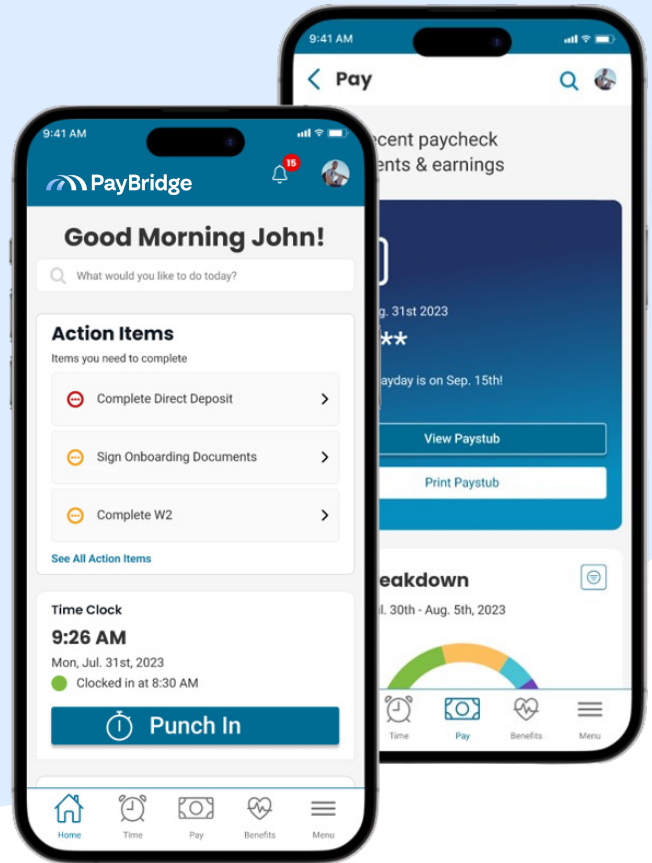 9:41 AM
PayBridge
15
Good Morning John!
What would you like to do today?
Action Items
Items you need to complete
Complete Direct Deposit
Sign Onboarding Documents
Complete W2
See All Action Items
Time Clock
9:26 AM
Mon, Jul. 31st, 2023
Clocked in at 8:30 AM
Punch In
Home
Time
Pay
Benefits
Menu
9:41 AM
Pay
ecent paycheck
ents & earnings
g. 31st 2023
**
ayday is on Sep. 15th!
View Paystub
Print Paystub
eakdown
l. 30th - Aug. 5th, 2023
Time
Pay
Benefits
Menu